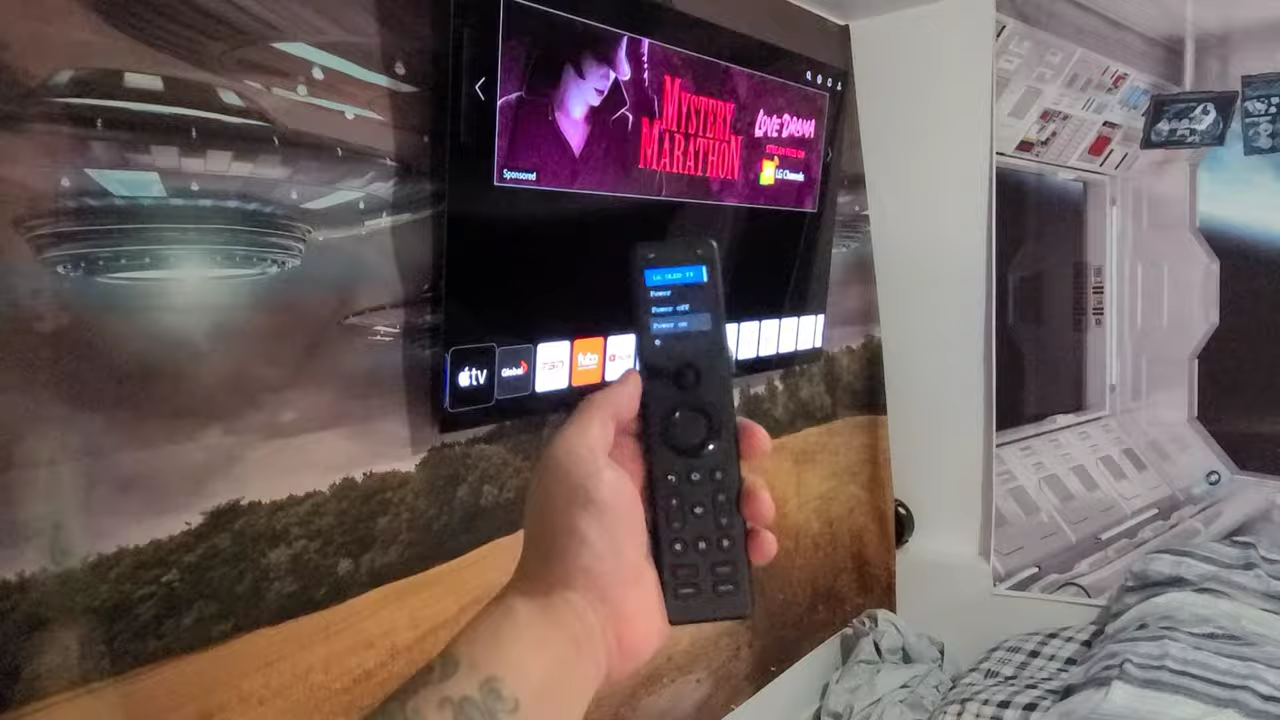 MYSTERY
MARATHON
LOVE DRAMA
STREAM FREE ON
LG Channels
Sponsored
LG OLED TV
Power
Power off
Power on
tv
Global
fubo